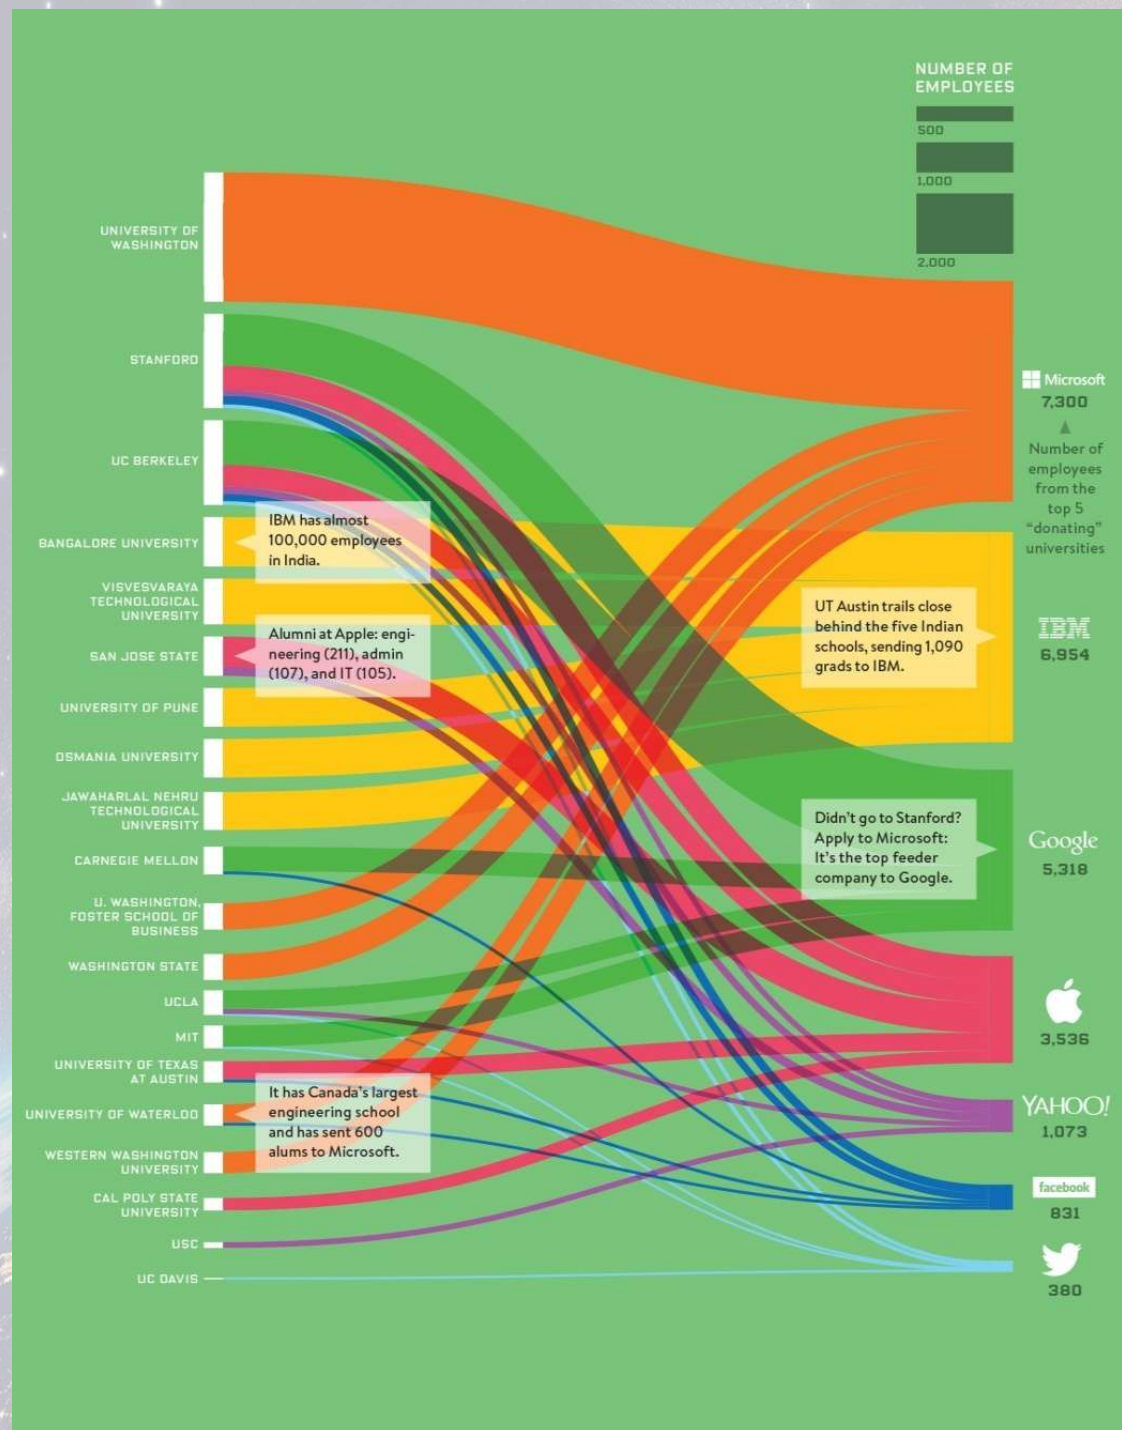 NUMBER OF
EMPLOYEES
500
1,000
2,000
UNIVERSITY OF
WASHINGTON
STANFORD
UC BERKELEY
BANGALORE UNIVERSITY
VISVESVARAYA
TECHNOLOGICAL
UNIVERSITY
SAN JOSE STATE
UNIVERSITY OF PUNE
OSMANIA UNIVERSITY
JAWAHARLAL NEHRU
TECHNOLOGICAL
UNIVERSITY
CARNEGIE MELLON
U. WASHINGTON,
FOSTER SCHOOL OF
BUSINESS
WASHINGTON STATE
UCLA
MIT
UNIVERSITY OF TEXAS
AT AUSTIN
UNIVERSITY OF WATERLOO
WESTERN WASHINGTON
UNIVERSITY
CAL POLY STATE
UNIVERSITY
USC
UC DAVIS
IBM has almost
100,000 employees
in India.
Alumni at Apple: engi-
neering (211), admin
(107), and IT (105).
It has Canada's largest
engineering school
and has sent 600
alums to Microsoft.
UT Austin trails close
behind the five Indian
schools, sending 1,090
grads to IBM.
Didn't go to Stanford?
Apply to Microsoft:
It's the top feeder
company to Google.
Microsoft
7,300
Number of
employees
from the
top 5
"donating"
universities
IBM
6,954
Google
5,318
3,536
YAHOO!
1,073
facebook
831
380